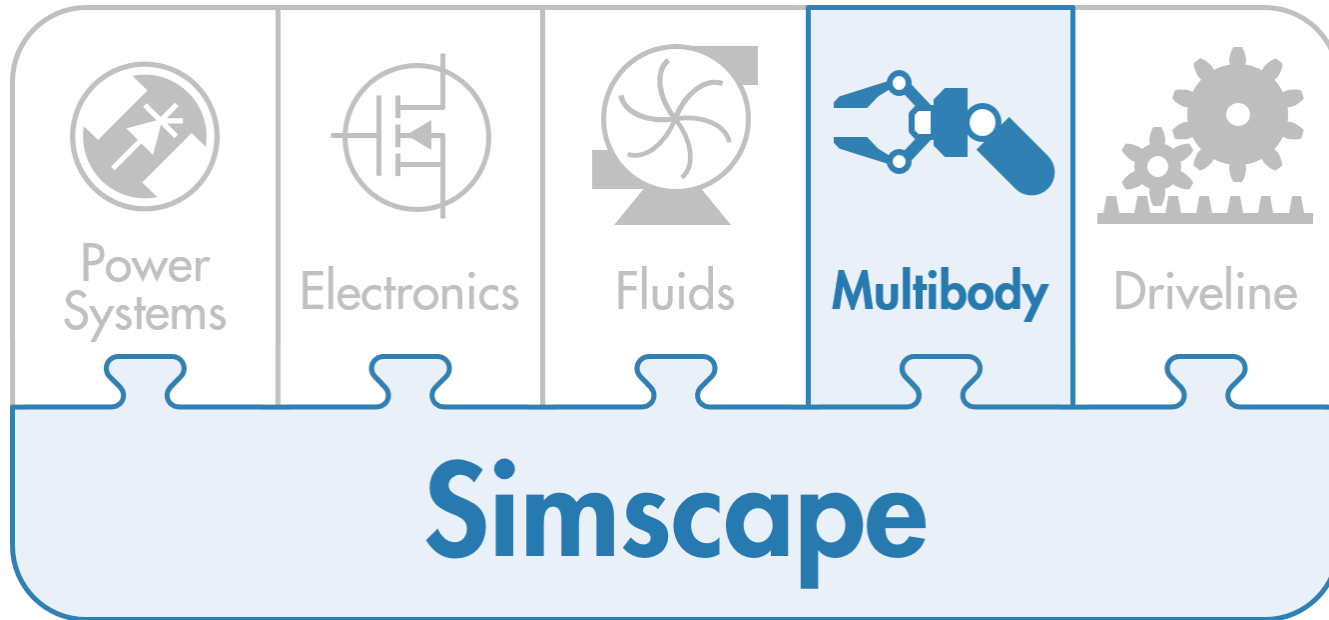 Power
Systems
Electronics
Fluids
Multibody
Driveline
Simscape